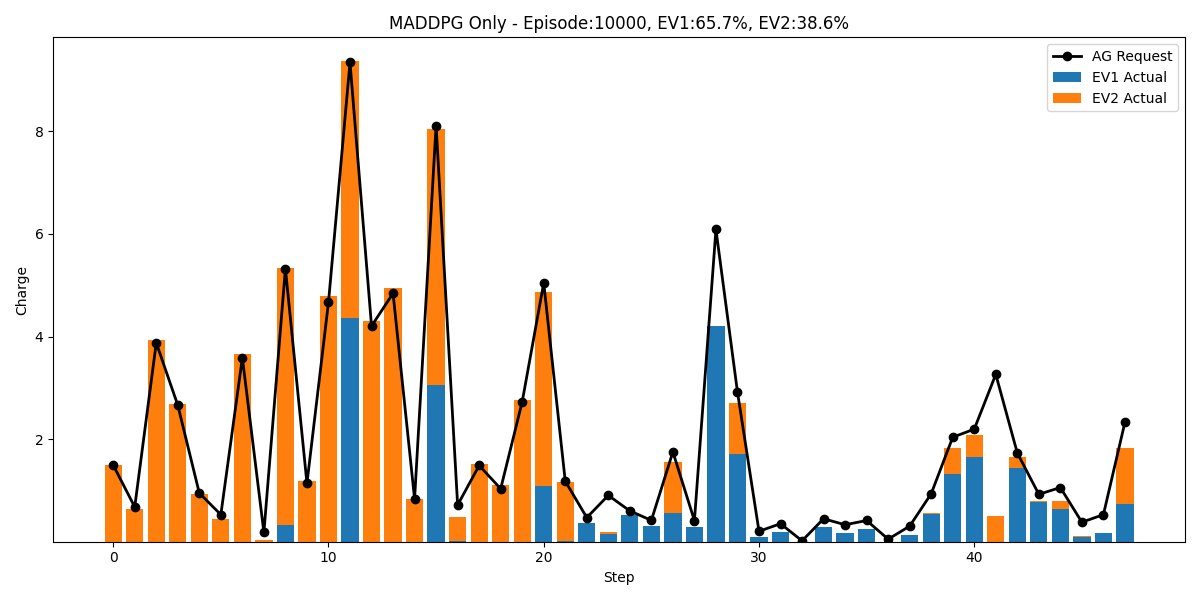 MADDPG Only - Episode:10000, EV1:65.7%, EV2:38.6%
AG Request
EV1 Actual
EV2 Actual
Charge
8
6
4
2
0 10 20 30 40
Step